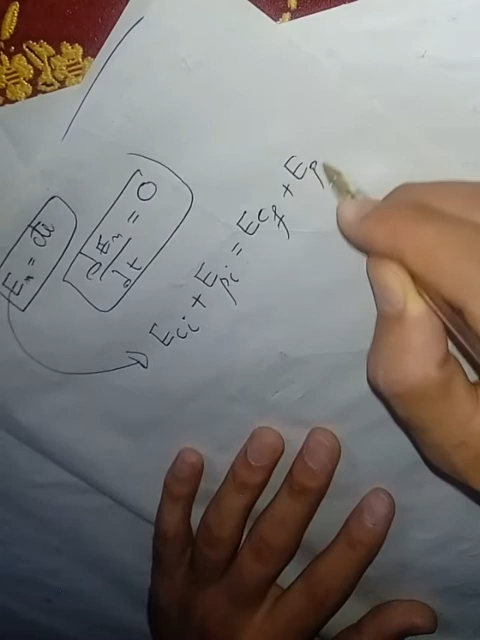 Em = cte
dEm/dt = 0
Eci + Epi = Ecf + Ep